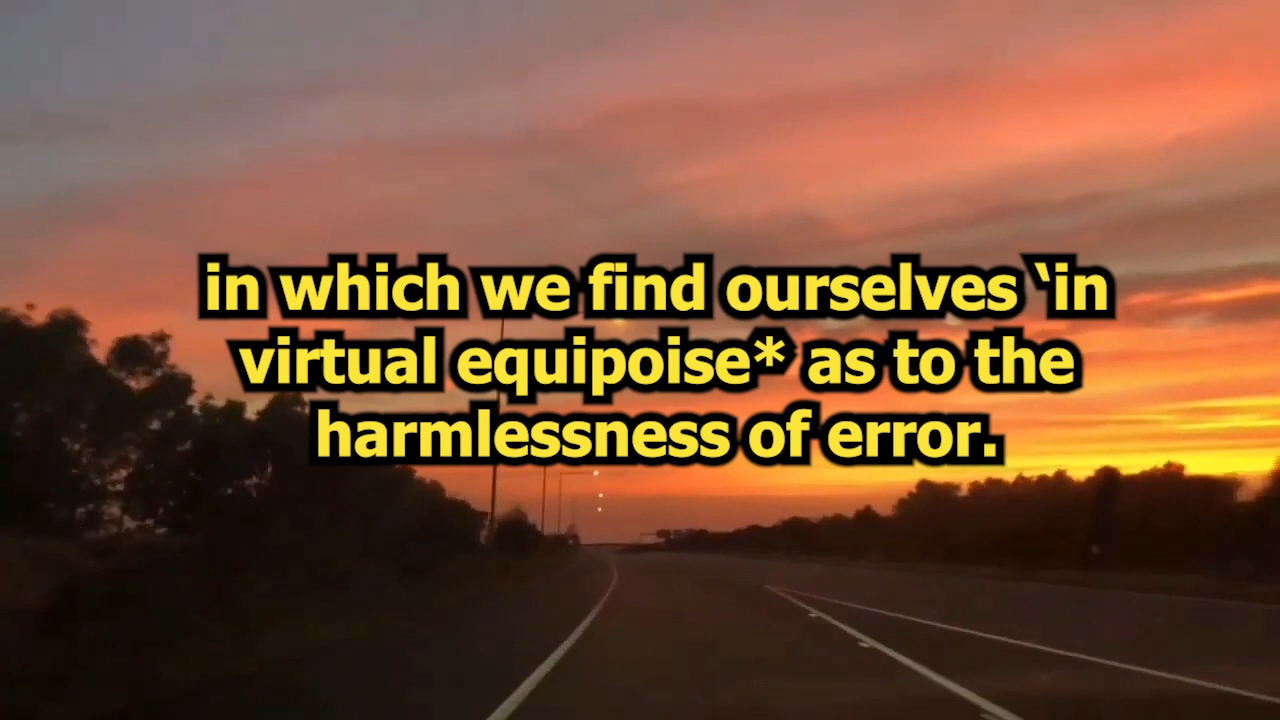 in which we find ourselves ‘in
virtual equipoise* as to the
harmlessness of error.